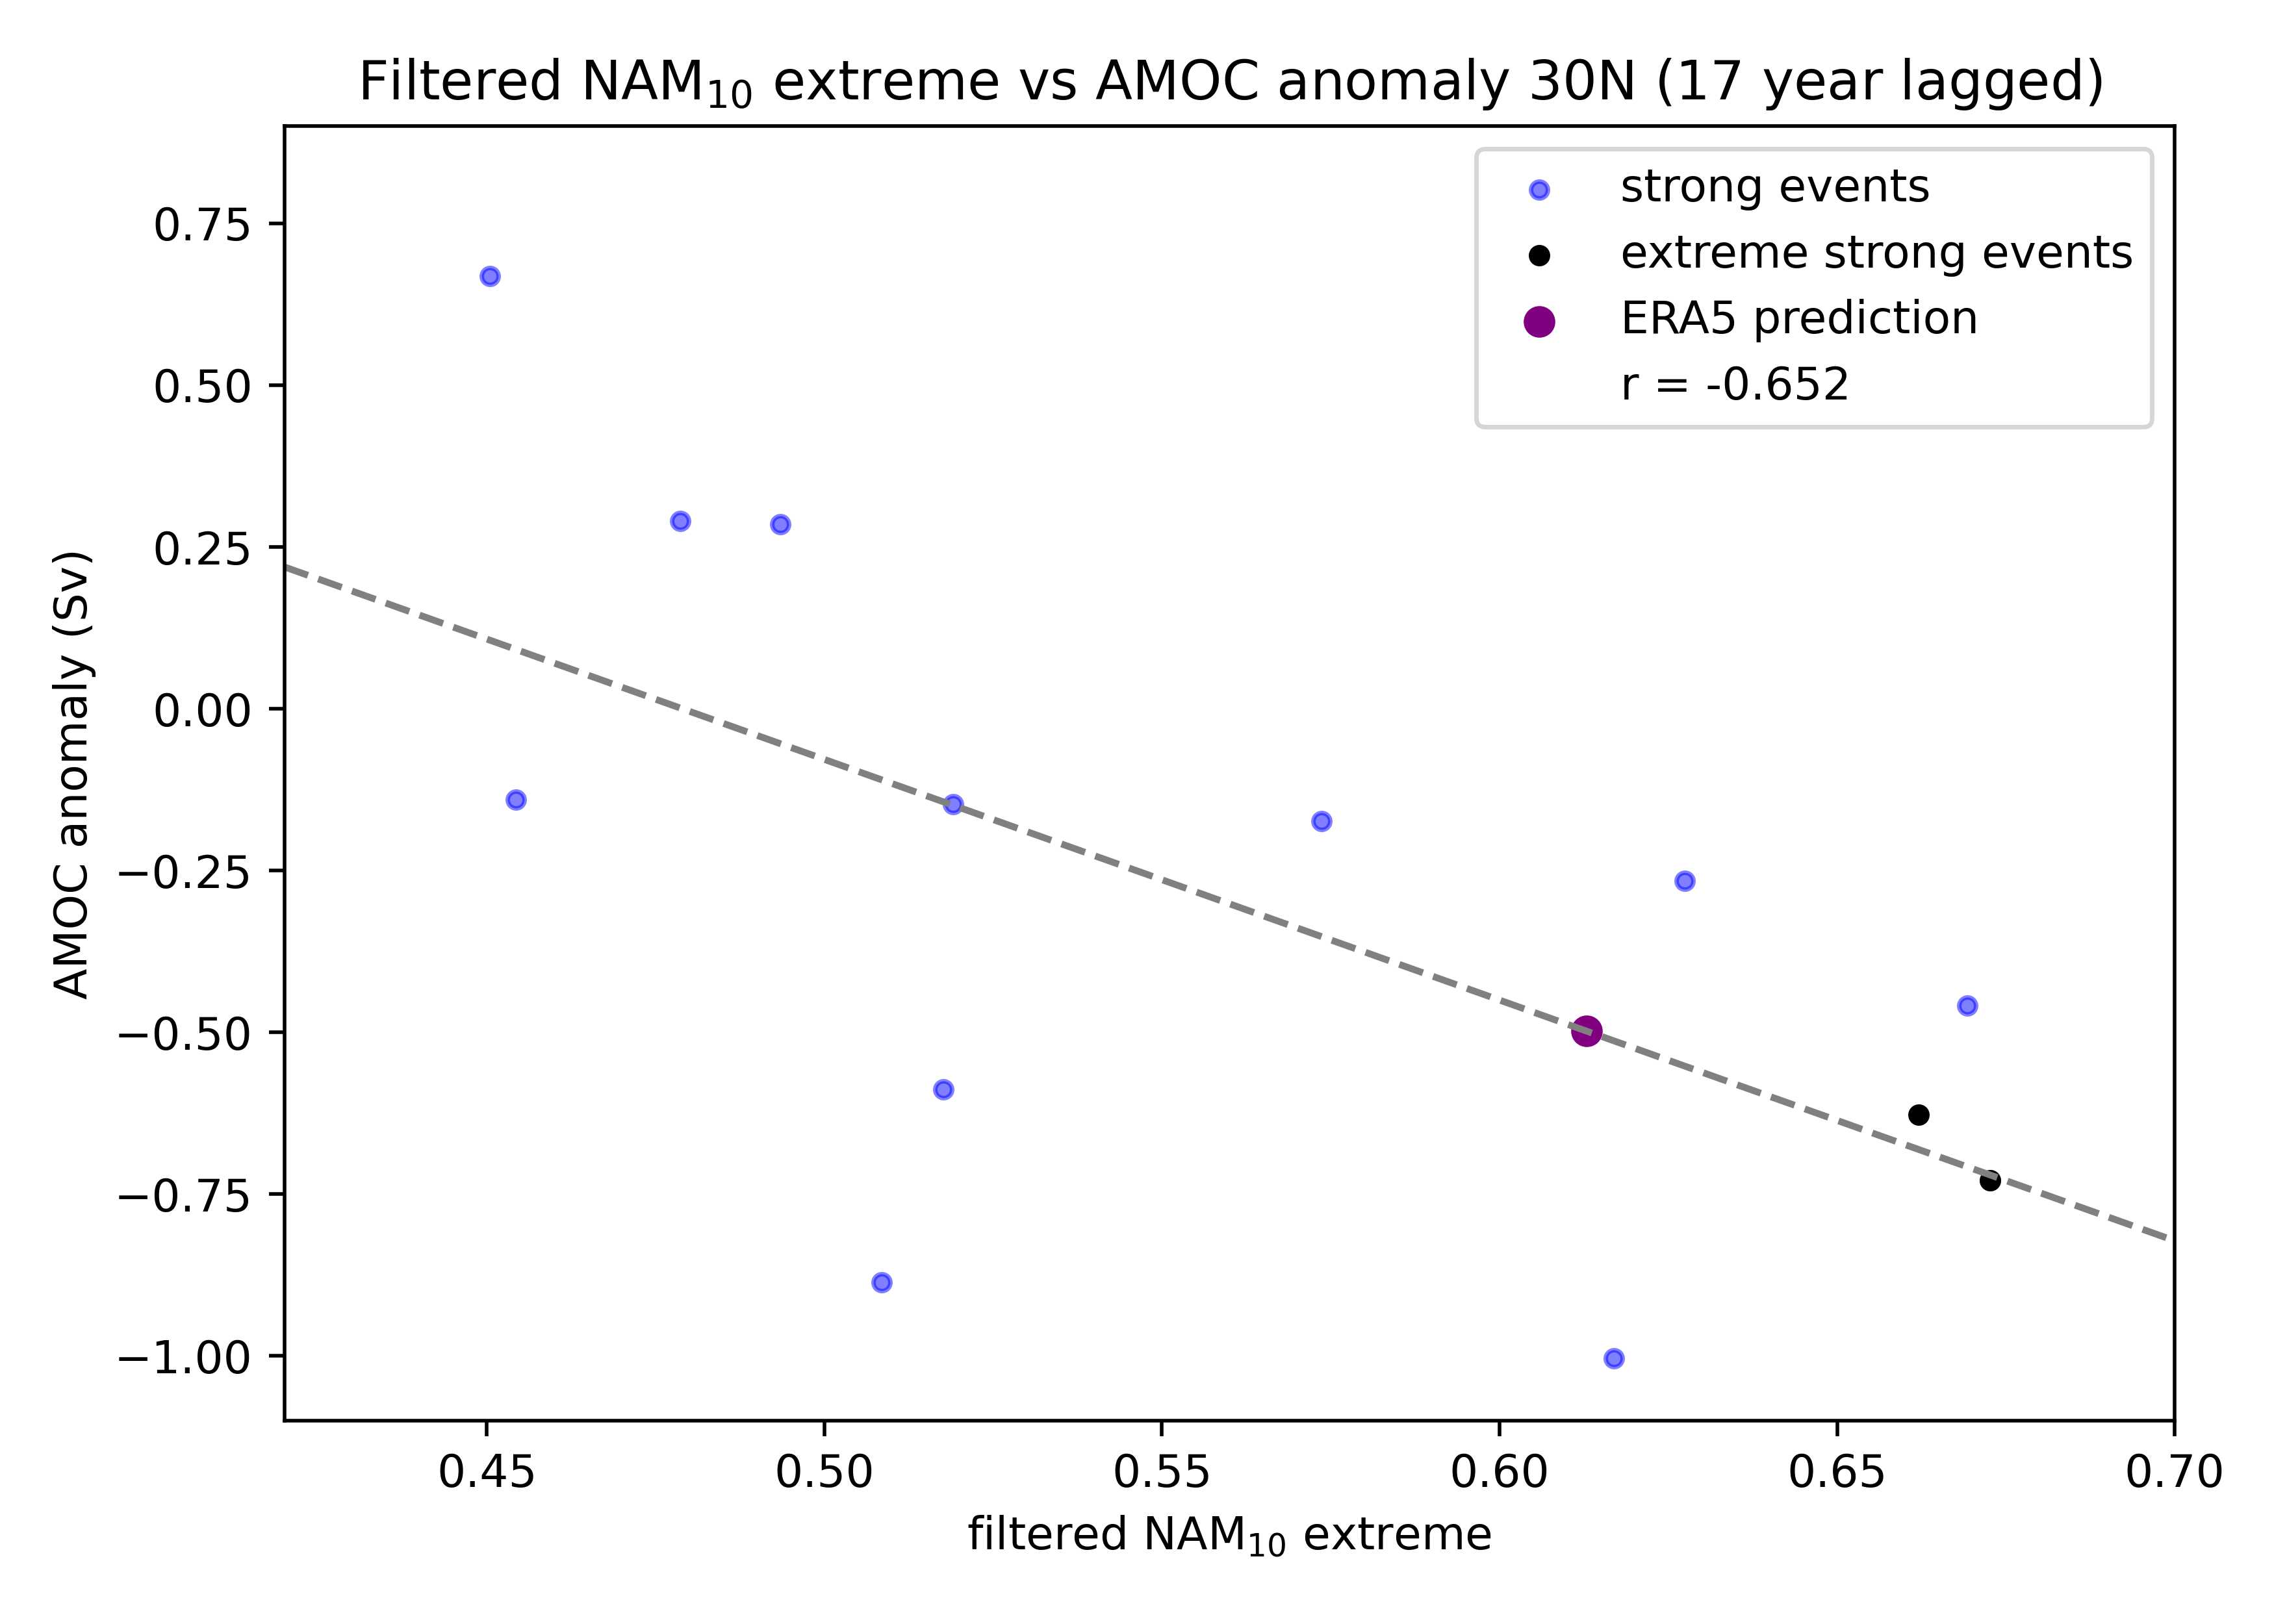 Filtered NAM₁₀ extreme vs AMOC anomaly 30N (17 year lagged)
strong events
extreme strong events
ERA5 prediction
r = -0.652
AMOC anomaly (Sv)
0.75
0.50
0.25
0.00
−0.25
−0.50
−0.75
−1.00
0.45 0.50 0.55 0.60 0.65 0.70
filtered NAM₁₀ extreme